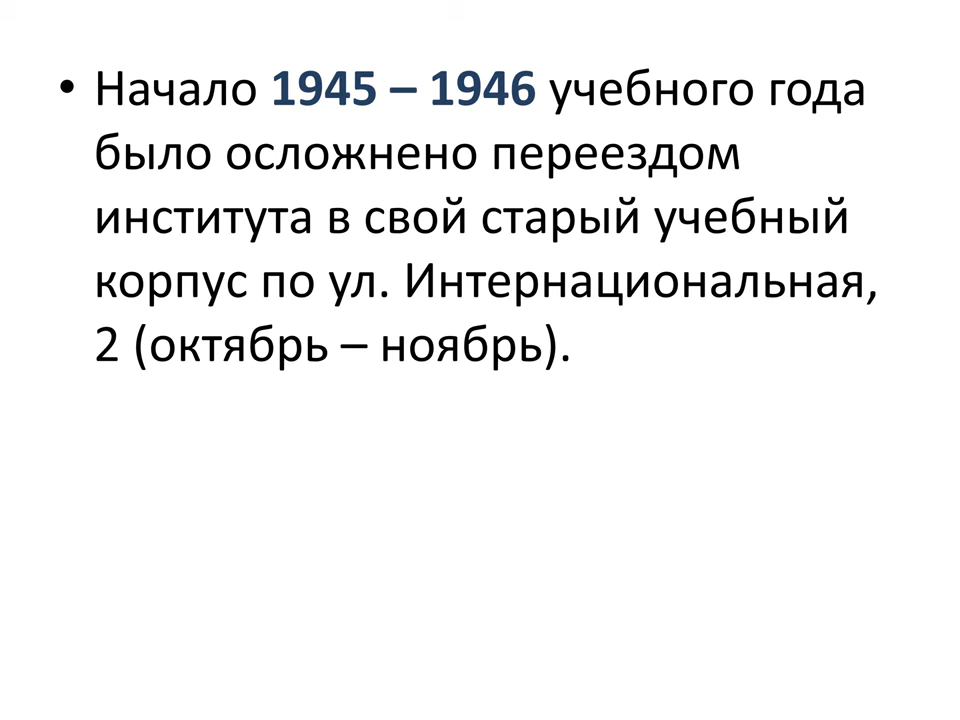 • Начало 1945 – 1946 учебного года
было осложнено переездом
института в свой старый учебный
корпус по ул. Интернациональная,
2 (октябрь – ноябрь).